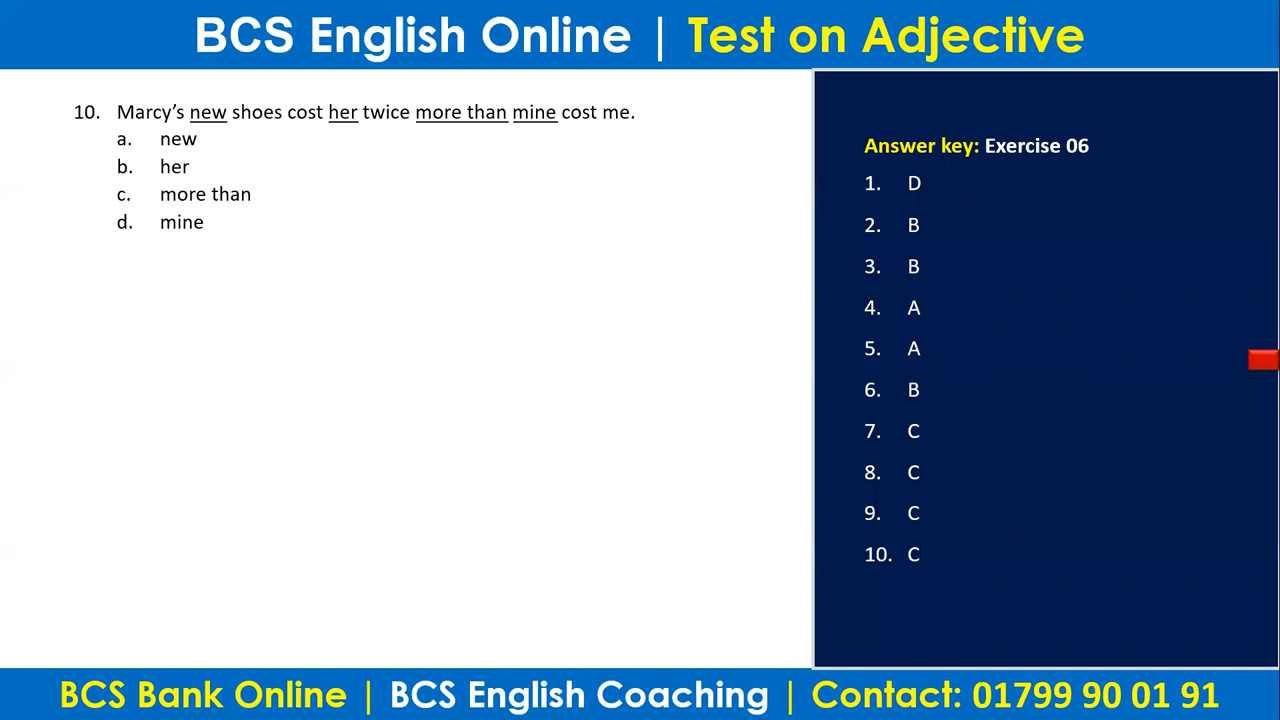 BCS English Online | Test on Adjective
10. Marcy’s new shoes cost her twice more than mine cost me.
a. new
b. her
c. more than
d. mine
Answer key: Exercise 06
1. D
2. B
3. B
4. A
5. A
6. B
7. C
8. C
9. C
10. C
BCS Bank Online | BCS English Coaching | Contact: 01799 90 01 91